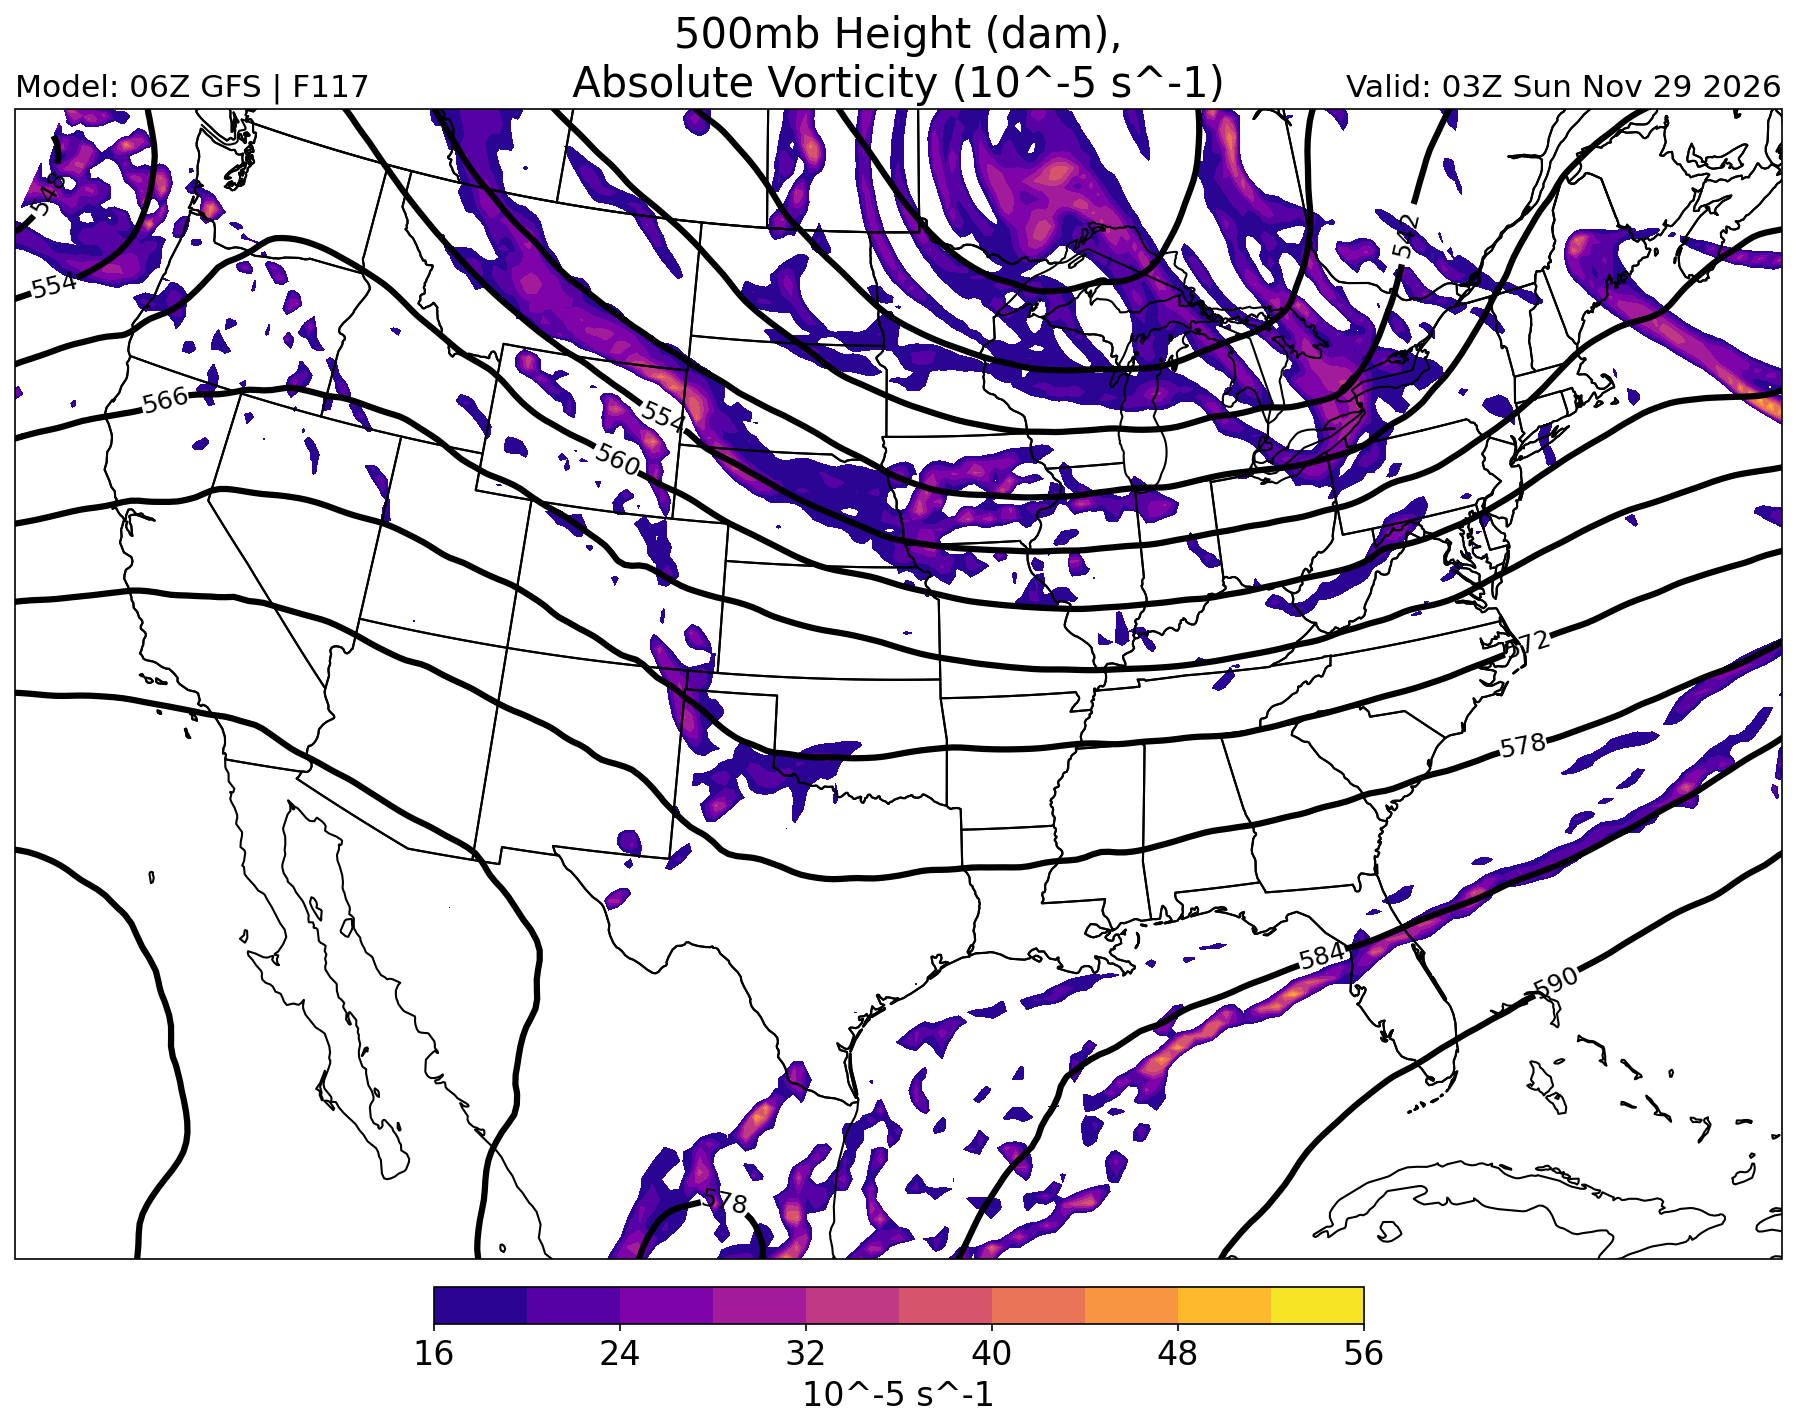 500mb Height (dam),
Absolute Vorticity (10^-5 s^-1)
Model: 06Z GFS | F117
Valid: 03Z Sun Nov 29 2026
548
554
542
566
554
560
572
578
584
590
578
16 24 32 40 48 56
10^-5 s^-1